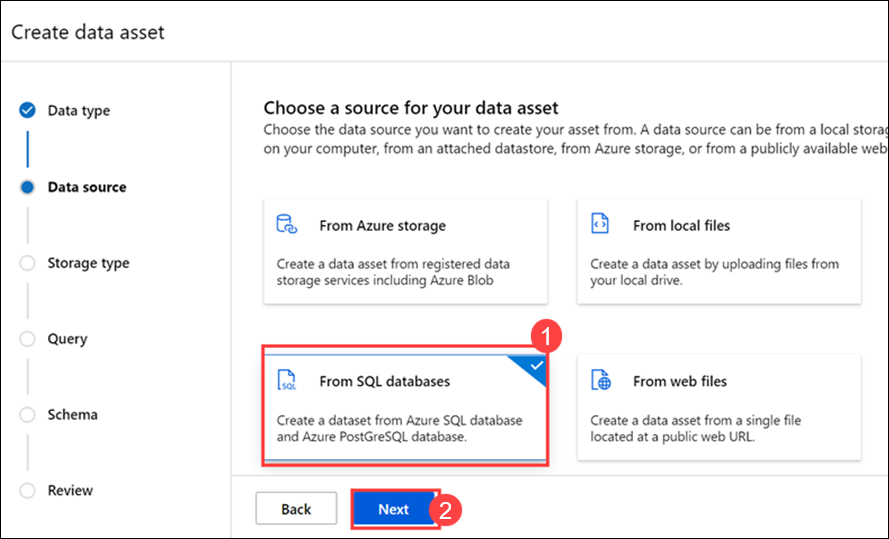 Create data asset
Data type
Data source
Storage type
Query
Schema
Review
Choose a source for your data asset
Choose the data source you want to create your asset from. A data source can be from a local storag
on your computer, from an attached datastore, from Azure storage, or from a publicly available web
From Azure storage
Create a data asset from registered data
storage services including Azure Blob
From local files
Create a data asset by uploading files from
your local drive.
1
SQL
From SQL databases
Create a dataset from Azure SQL database
and Azure PostGreSQL database.
From web files
Create a data asset from a single file
located at a public web URL.
Back
Next
2